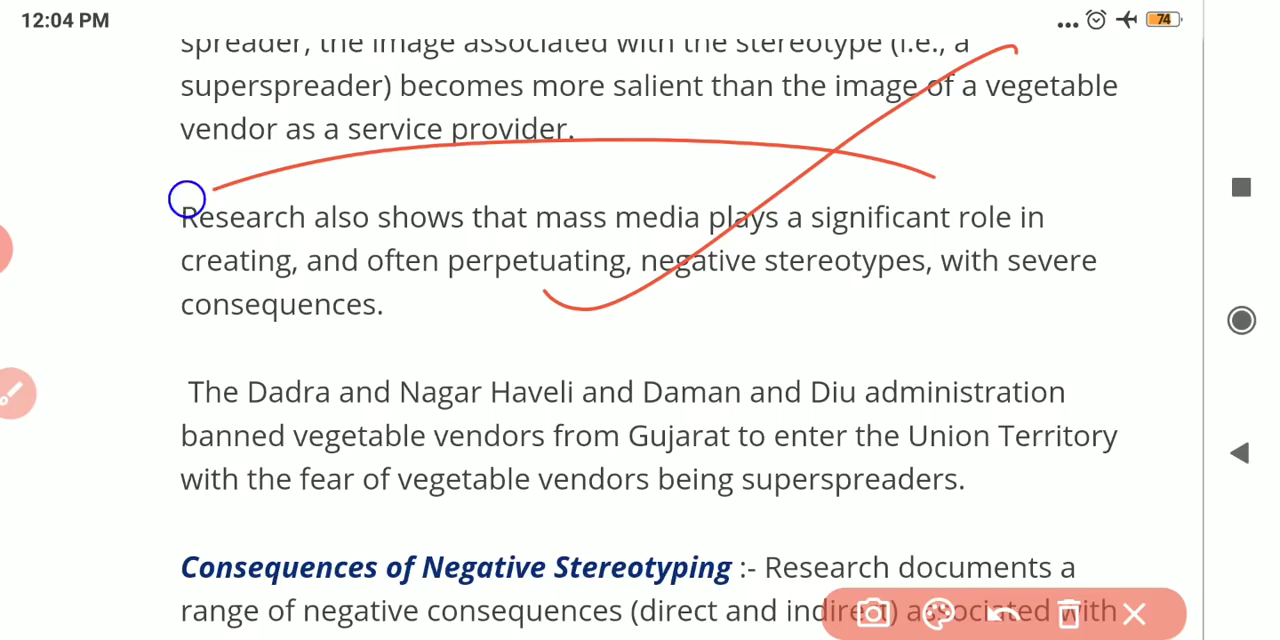 12:04 PM
74
spreader, the image associated with the stereotype (i.e., a
superspreader) becomes more salient than the image of a vegetable
vendor as a service provider.
Research also shows that mass media plays a significant role in
creating, and often perpetuating, negative stereotypes, with severe
consequences.
The Dadra and Nagar Haveli and Daman and Diu administration
banned vegetable vendors from Gujarat to enter the Union Territory
with the fear of vegetable vendors being superspreaders.
Consequences of Negative Stereotyping :- Research documents a
range of negative consequences (direct and indirect) associated with